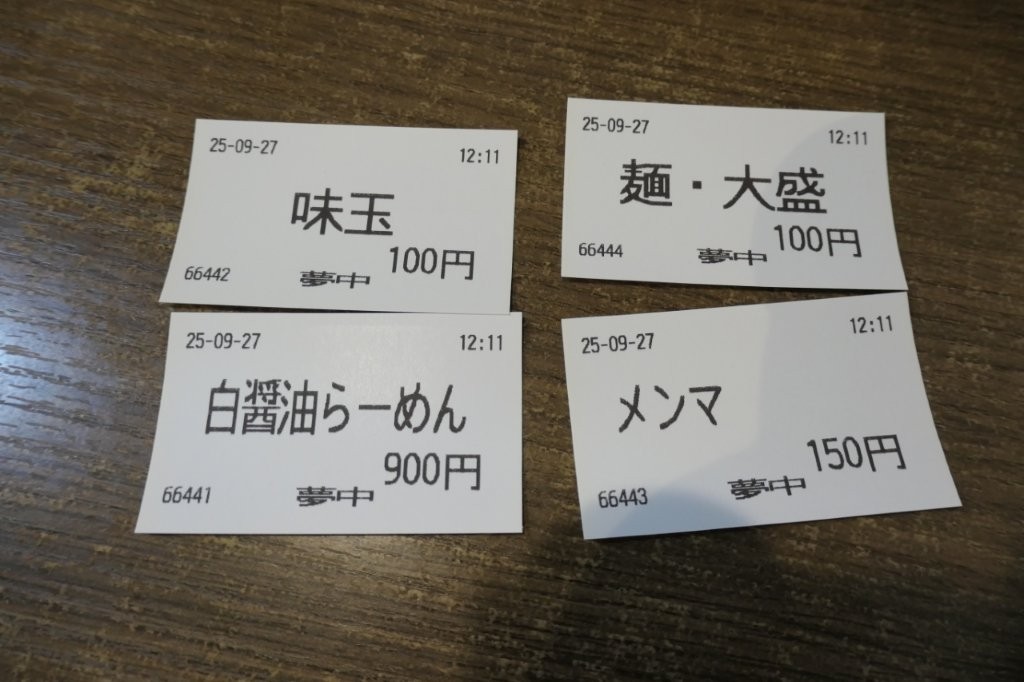 25-09-27
12:11
味玉
100円
66442
夢中
25-09-27
12:11
麺・大盛
100円
66444
夢中
25-09-27
12:11
白醤油らーめん
900円
66441
夢中
25-09-27
12:11
メンマ
150円
66443
夢中